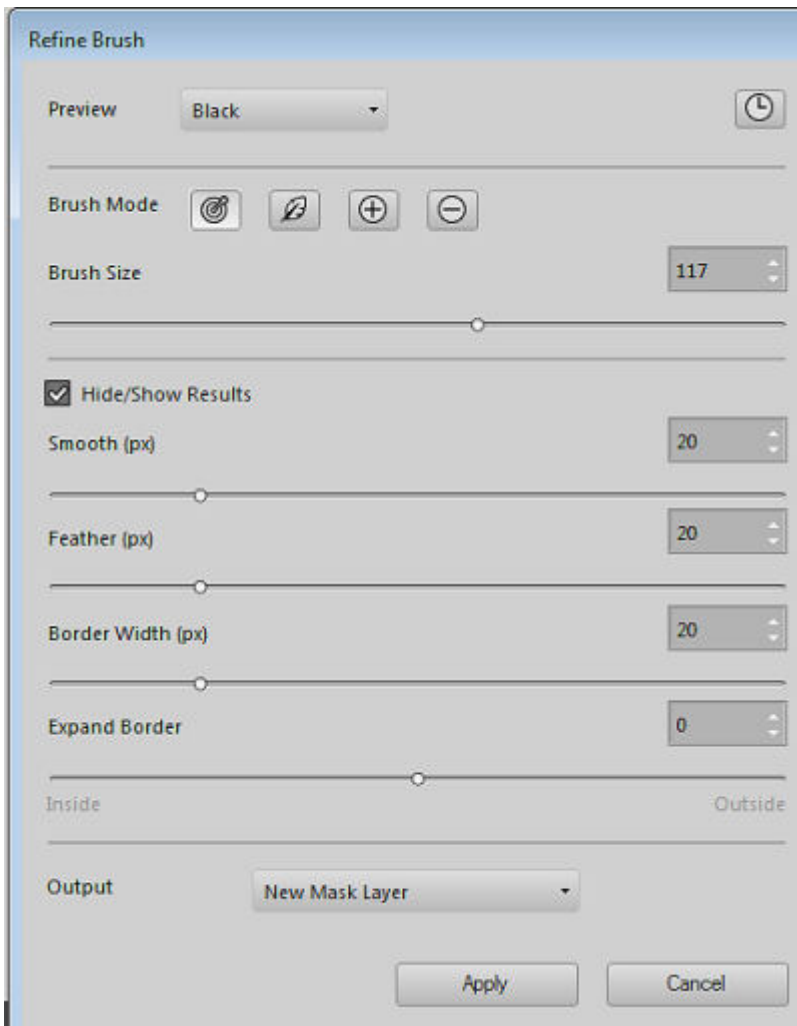 Refine Brush
Preview Black
Brush Mode
Brush Size 117
Hide/Show Results
Smooth (px) 20
Feather (px) 20
Border Width (px) 20
Expand Border 0
Inside Outside
Output New Mask Layer
Apply Cancel